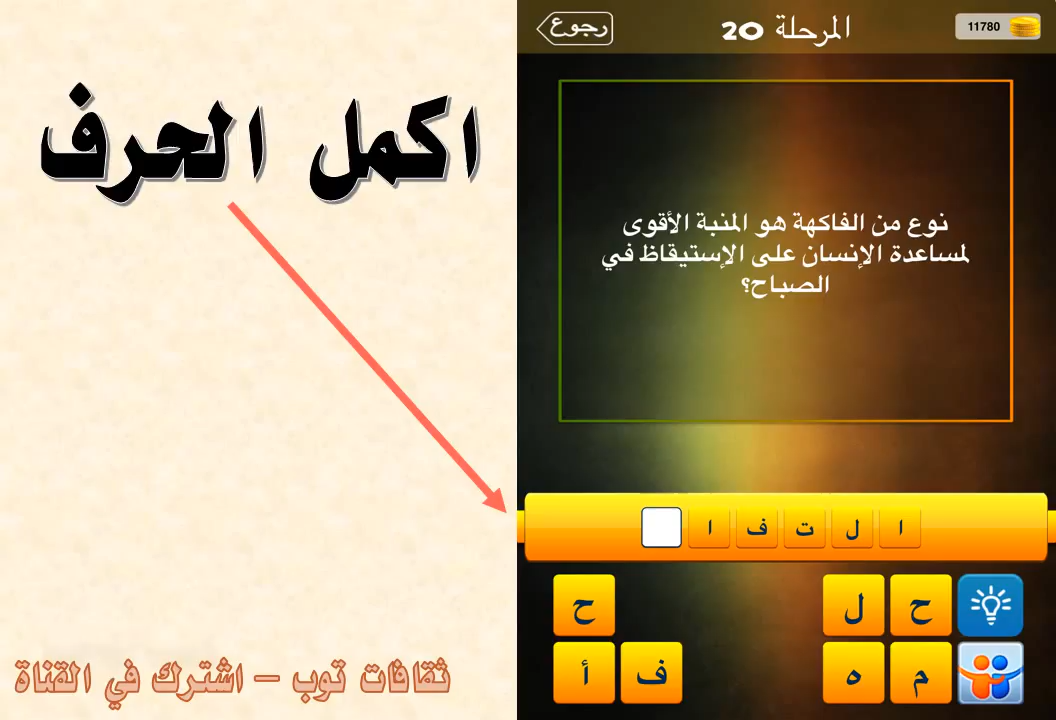 اكمل الحرف
ثقافات توب – اشترك في القناة
رجوع
المرحلة 20
11780
نوع من الفاكهة هو المنبة الأقوى
لمساعدة الإنسان على الإستيقاظ في
الصباح؟
ا ل ت ف ا
ح ل ح
م ه ف أ